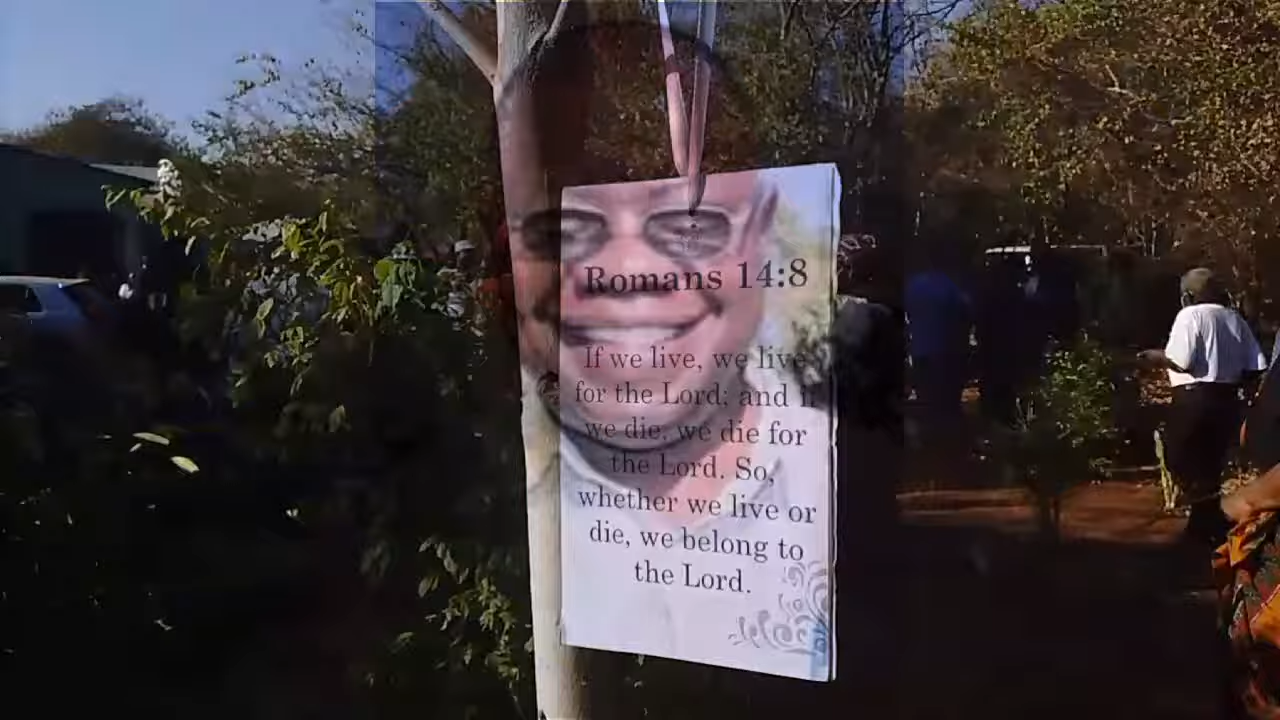 Romans 14:8
If we live, we live
for the Lord; and if
we die, we die for
the Lord. So,
whether we live or
die, we belong to
the Lord.